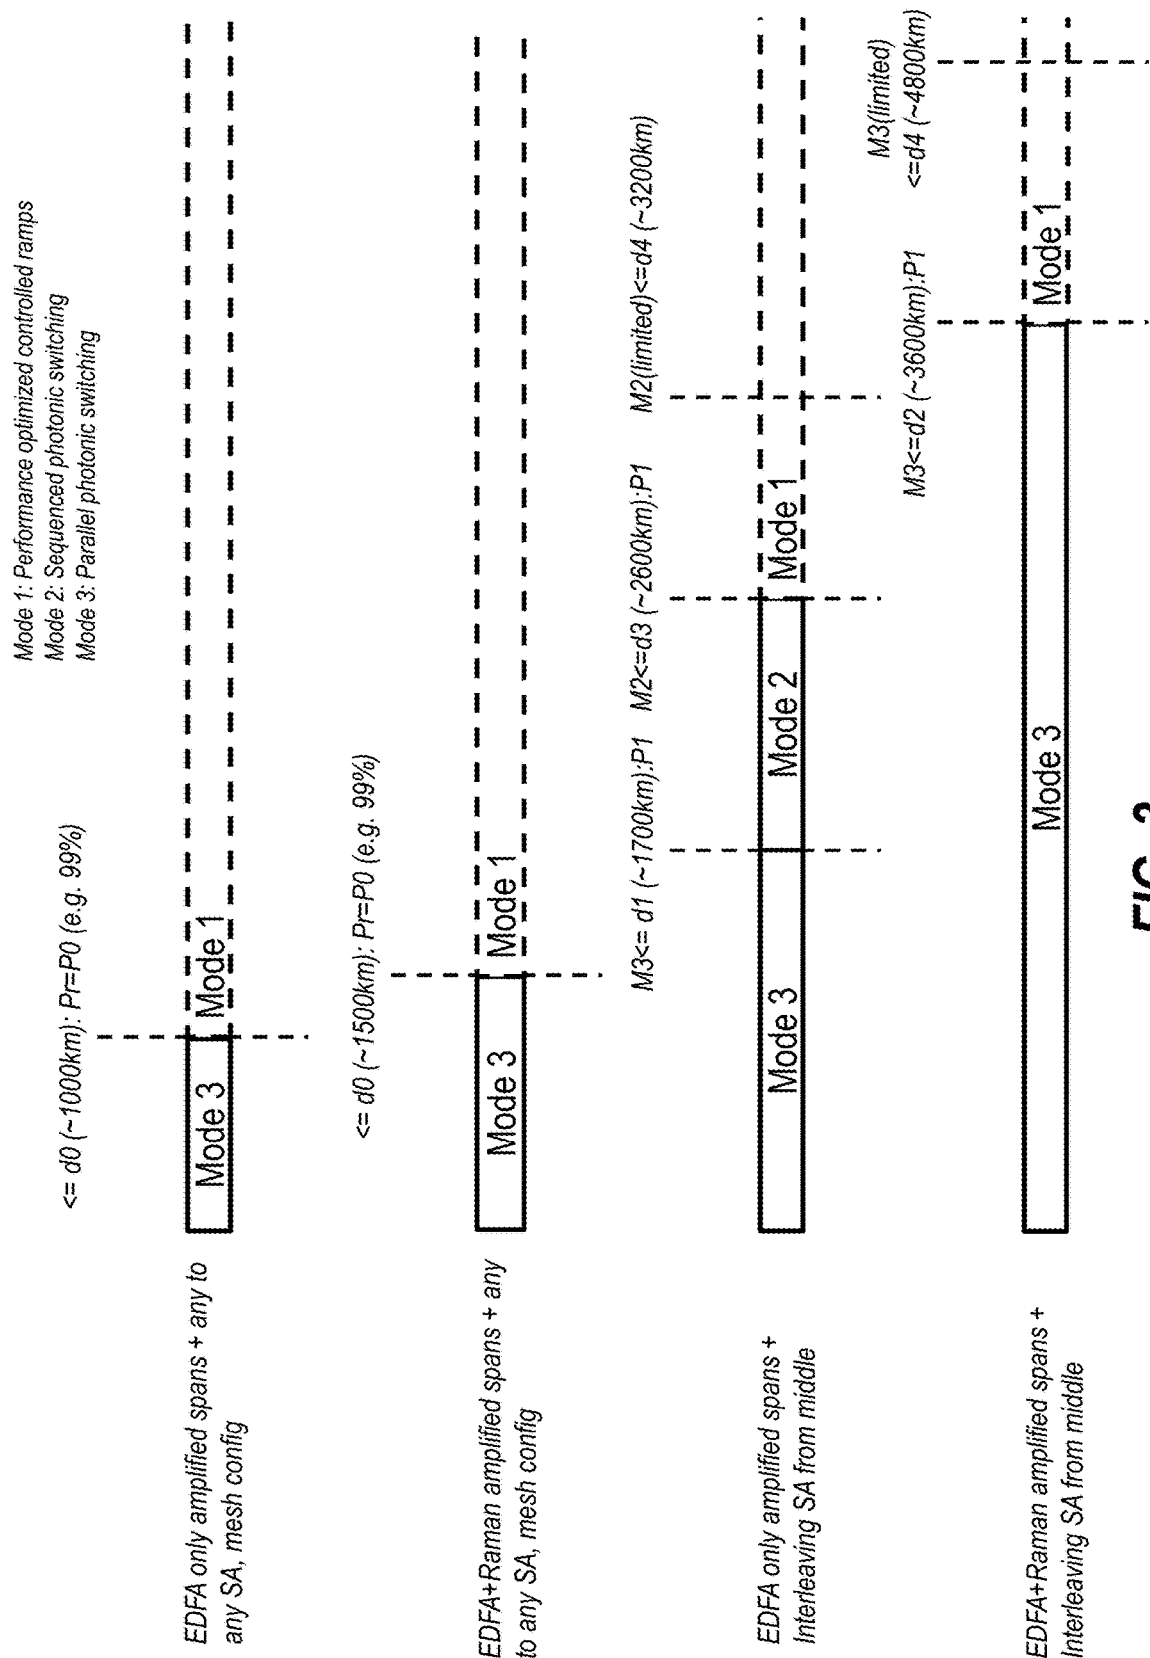 Mode 1: Performance optimized controlled ramps
Mode 2: Sequenced photonic switching
Mode 3: Parallel photonic switching
<= d0 (~1000km): Pr=P0 (e.g. 99%)
EDFA only amplified spans + any to
any SA, mesh config
Mode 3
Mode 1
<= d0 (~1500km): Pr=P0 (e.g. 99%)
EDFA+Raman amplified spans + any
to any SA, mesh config
Mode 3
Mode 1
M3<= d1 (~1700km):P1
M2<=d3 (~2600km):P1
M2(limited)<=d4 (~3200km)
EDFA only amplified spans +
Interleaving SA from middle
Mode 3
Mode 2
Mode 1
M3<=d2 (~3600km):P1
M3(limited)
<=d4 (~4800km)
EDFA+Raman amplified spans +
Interleaving SA from middle
Mode 3
Mode 1
FIG.